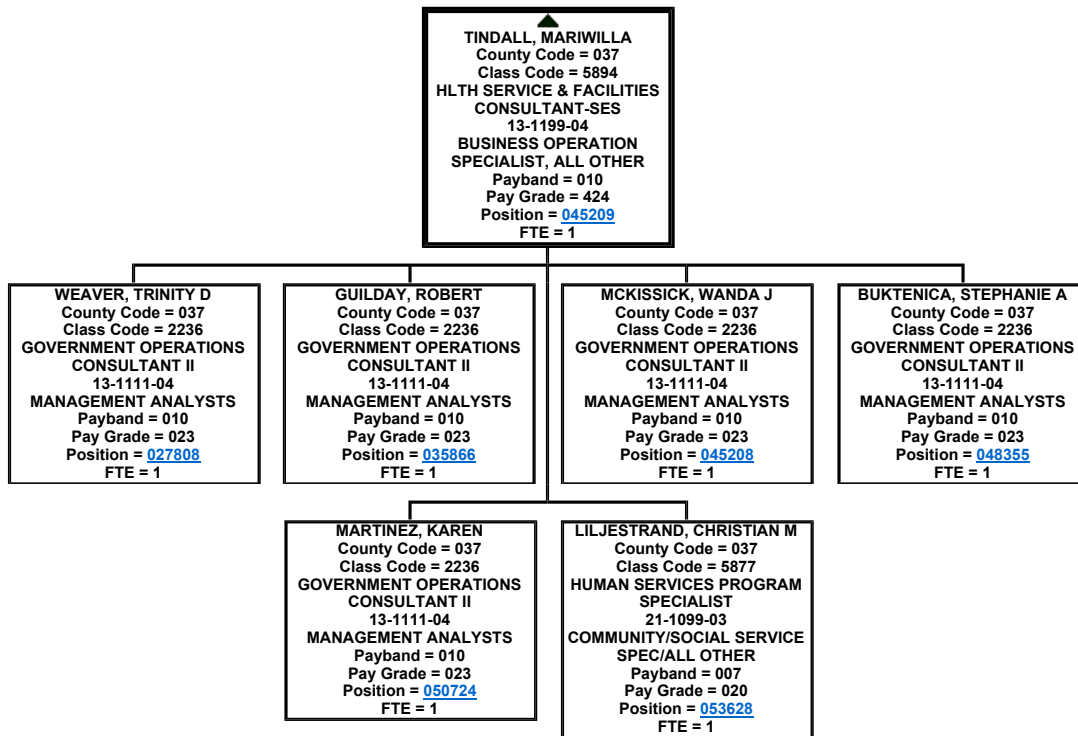 TINDALL, MARIWILLA
County Code = 037
Class Code = 5894
HLTH SERVICE & FACILITIES
CONSULTANT-SES
13-1199-04
BUSINESS OPERATION
SPECIALIST, ALL OTHER
Payband = 010
Pay Grade = 424
Position = 045209
FTE = 1
WEAVER, TRINITY D
County Code = 037
Class Code = 2236
GOVERNMENT OPERATIONS
CONSULTANT II
13-1111-04
MANAGEMENT ANALYSTS
Payband = 010
Pay Grade = 023
Position = 027808
FTE = 1
GUILDAY, ROBERT
County Code = 037
Class Code = 2236
GOVERNMENT OPERATIONS
CONSULTANT II
13-1111-04
MANAGEMENT ANALYSTS
Payband = 010
Pay Grade = 023
Position = 035866
FTE = 1
MCKISSICK, WANDA J
County Code = 037
Class Code = 2236
GOVERNMENT OPERATIONS
CONSULTANT II
13-1111-04
MANAGEMENT ANALYSTS
Payband = 010
Pay Grade = 023
Position = 045208
FTE = 1
BUKTENICA, STEPHANIE A
County Code = 037
Class Code = 2236
GOVERNMENT OPERATIONS
CONSULTANT II
13-1111-04
MANAGEMENT ANALYSTS
Payband = 010
Pay Grade = 023
Position = 048355
FTE = 1
MARTINEZ, KAREN
County Code = 037
Class Code = 2236
GOVERNMENT OPERATIONS
CONSULTANT II
13-1111-04
MANAGEMENT ANALYSTS
Payband = 010
Pay Grade = 023
Position = 050724
FTE = 1
LILJESTRAND, CHRISTIAN M
County Code = 037
Class Code = 5877
HUMAN SERVICES PROGRAM
SPECIALIST
21-1099-03
COMMUNITY/SOCIAL SERVICE
SPEC/ALL OTHER
Payband = 007
Pay Grade = 020
Position = 053628
FTE = 1